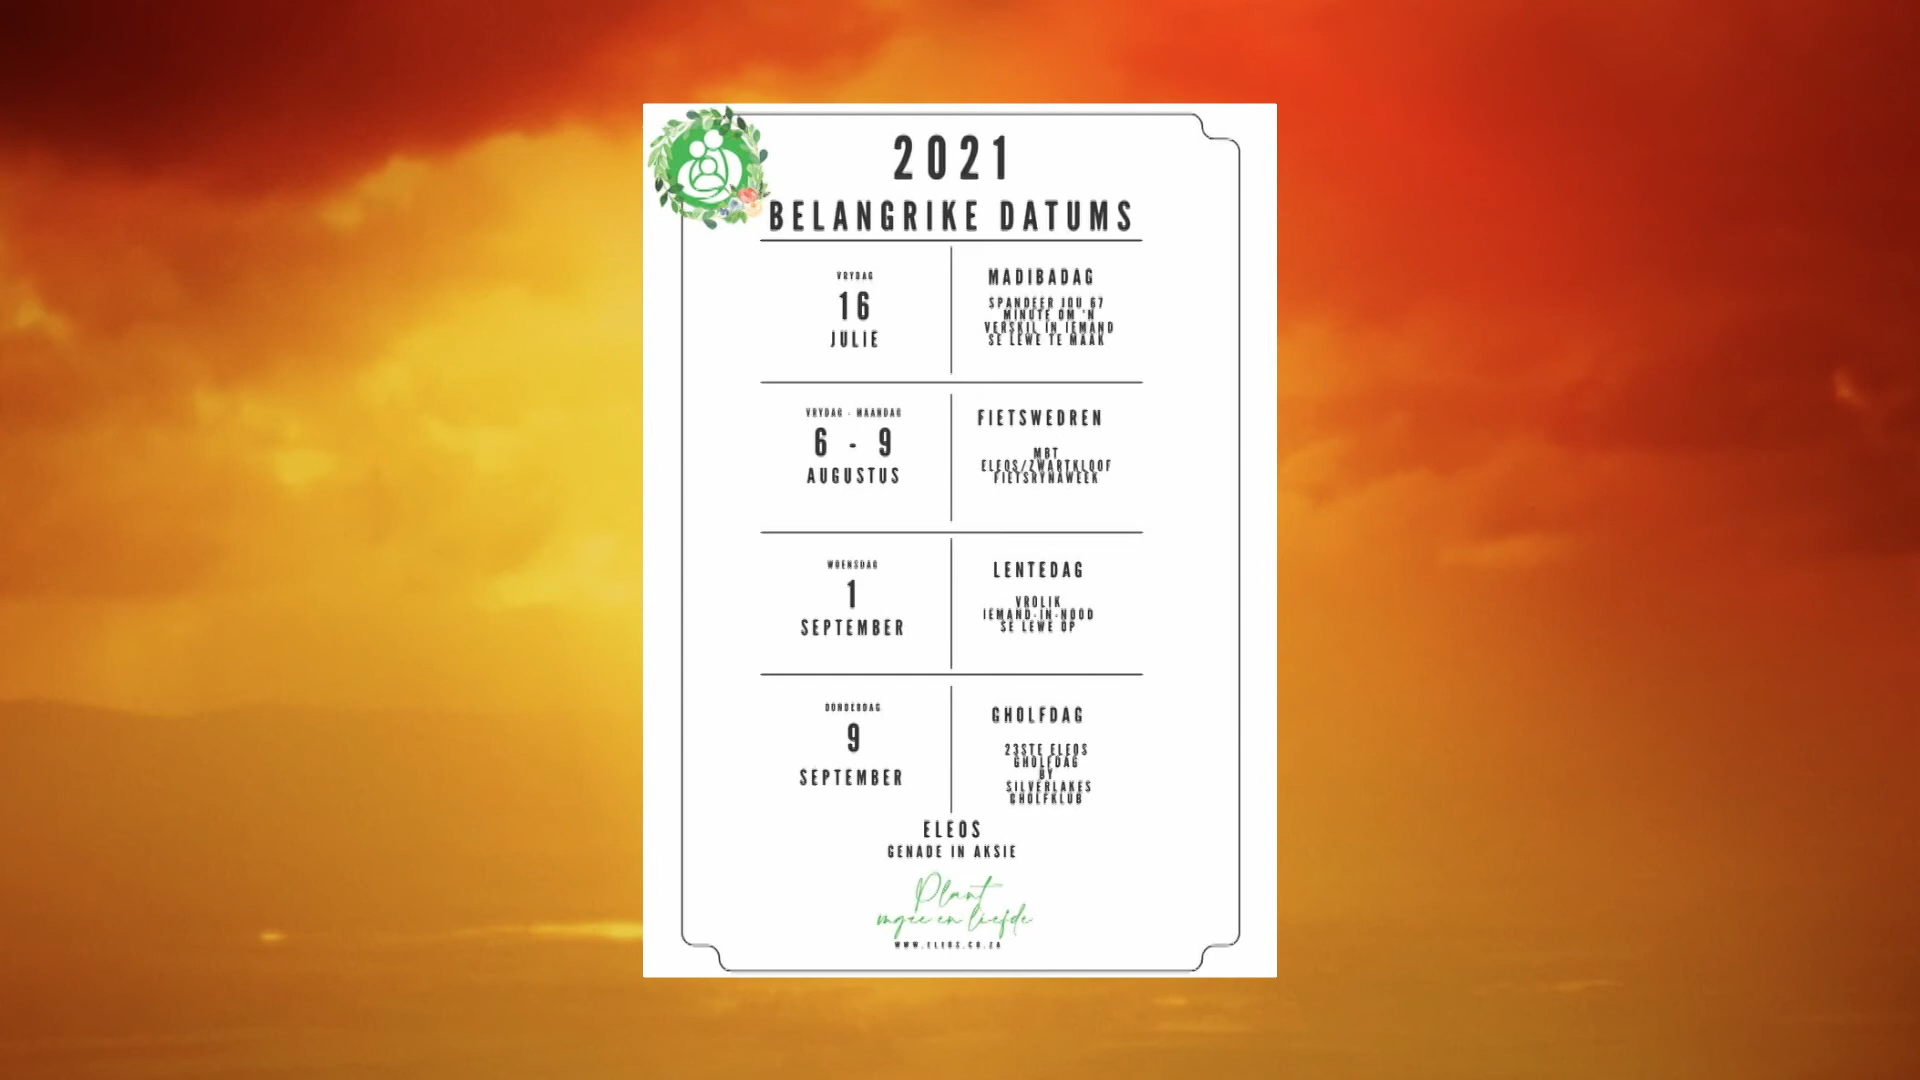 2021
BELANGRIKE DATUMS
VRYDAG
16
JULIE
MADIBADAG
SPANDEER JOU 67
MINUTE OM 'N
VERSKIL IN IEMAND
SE LEWE TE MAAK
VRYDAG - MAANDAG
6 - 9
AUGUSTUS
FIETSWEDREN
MBT
ELEOS/ZWARTKLOOF
FIETSRYNAWEEK
WOENSDAG
1
SEPTEMBER
LENTEDAG
VROLIK
IEMAND-IN-NOOD
SE LEWE OP
DONDERDAG
9
SEPTEMBER
GHOLFDAG
23STE ELEOS
GHOLFDAG
BY
SILVERLAKES
GHOLFKLUB
ELEOS
GENADE IN AKSIE
Plant
en liefde
WWW.ELEOS.CO.ZA